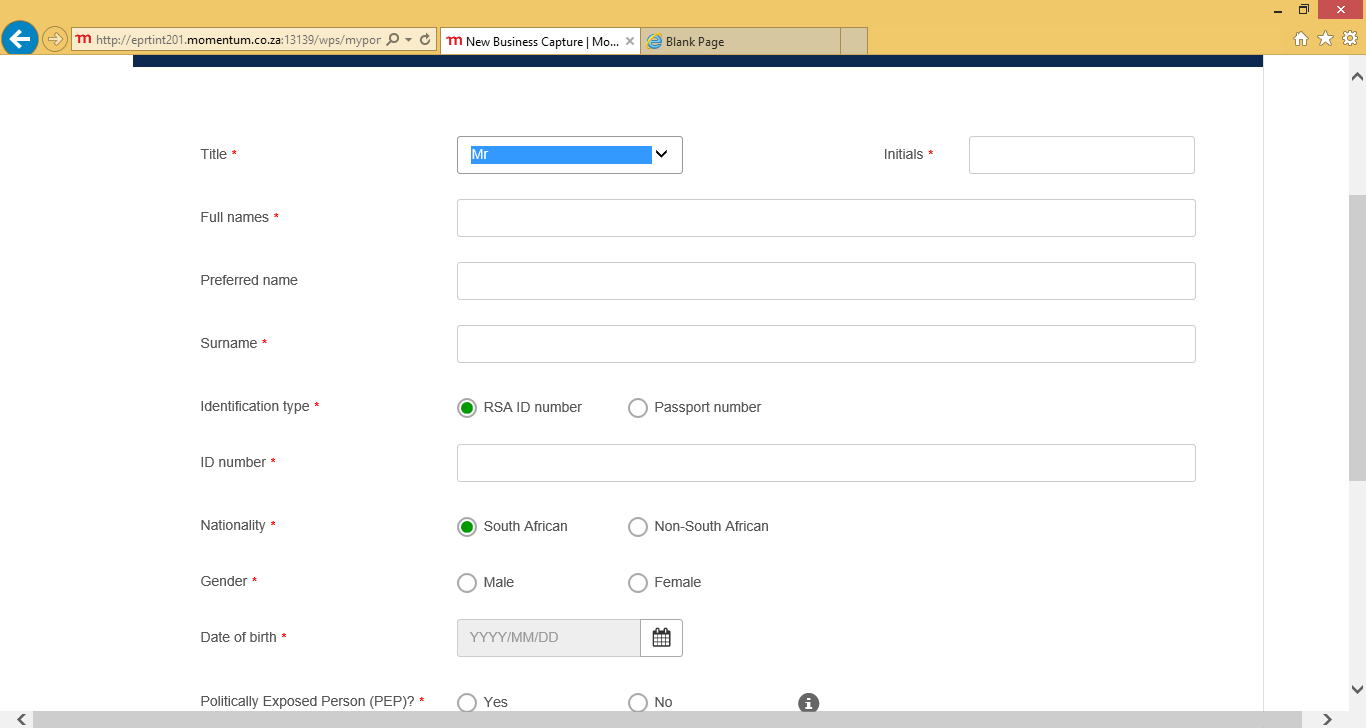 http://eprtint201.momentum.co.za:13139/wps/mypor
m New Business Capture | Mo...
Blank Page
Title *
Mr
Initials *
Full names *
Preferred name
Surname *
Identification type *
RSA ID number
Passport number
ID number *
Nationality *
South African
Non-South African
Gender *
Male
Female
Date of birth *
YYYY/MM/DD
Politically Exposed Person (PEP)? *
Yes
No